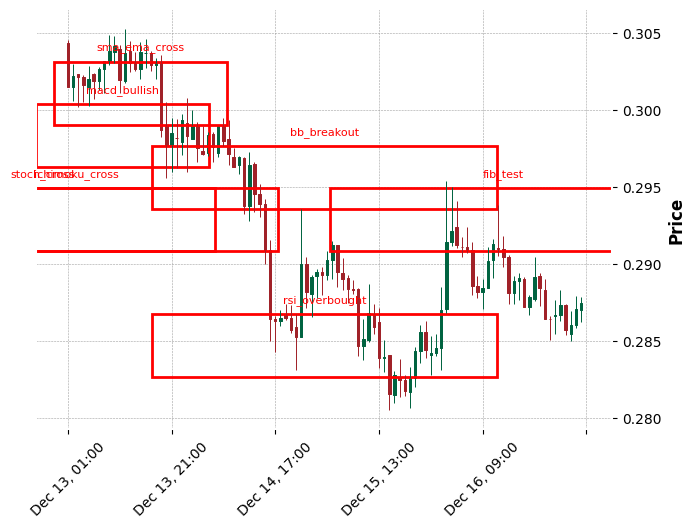 sma_ema_cross
macd_bullish
bb_breakout
ichimoku_cross
fib_test
rsi_overbought
0.305
0.300
0.295
0.290
0.285
0.280
Price
Dec 13, 01:00
Dec 13, 21:00
Dec 14, 17:00
Dec 15, 13:00
Dec 16, 09:00